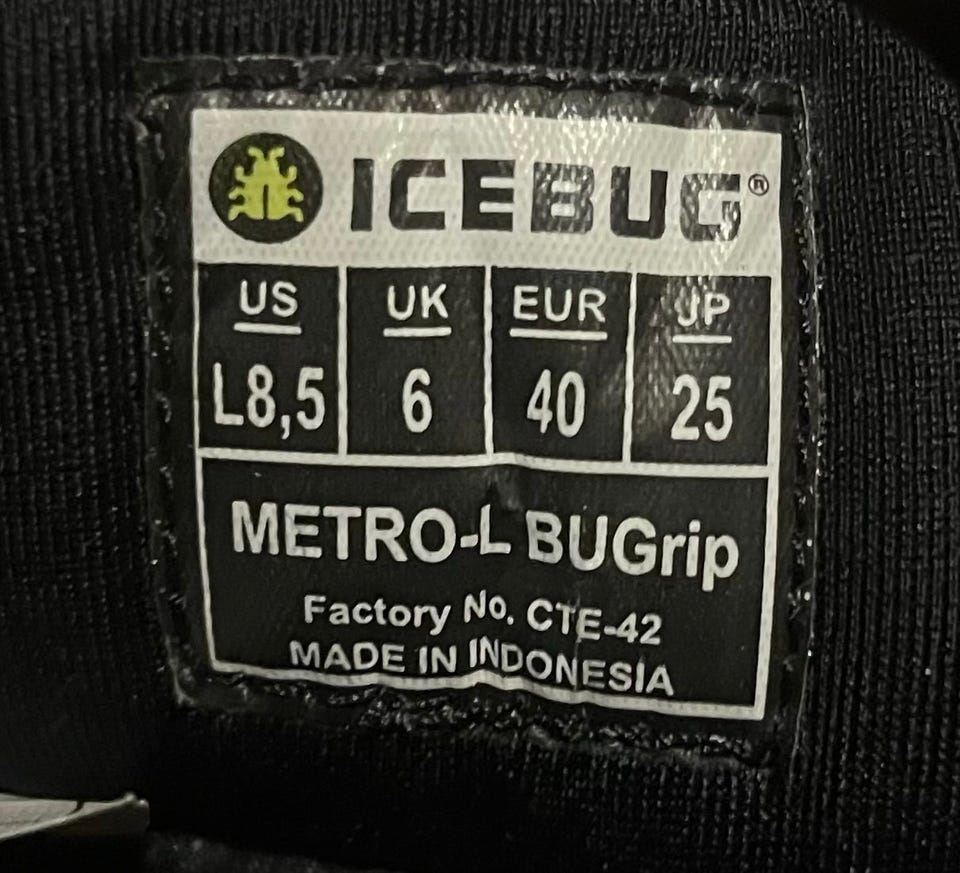 ICEBUG®
US UK EUR JP
L8,5 6 40 25
METRO-L BUGrip
Factory No. CTE-42
MADE IN INDONESIA